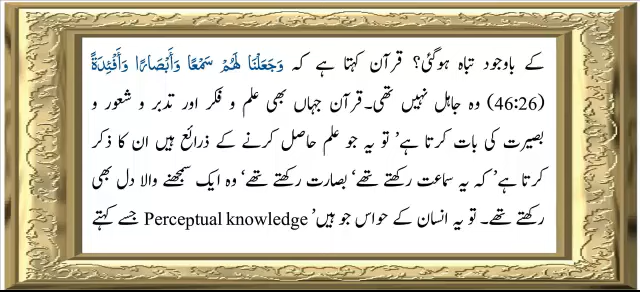 کے باوجود تباہ ہوگئی؟ قرآن کہتا ہے کہ وَجَعَلْنَا لَهُمْ سَمْعًا وَأَبْصَارًا وَأَفْئِدَةً
(46:26) وہ جاہل نہیں تھی۔ قرآن جہاں بھی علم و فکر اور تدبر و شعور و
بصیرت کی بات کرتا ہے’ تو یہ جو علم حاصل کرنے کے ذرائع ہیں ان کا ذکر
کرتا ہے’ کہ یہ سماعت رکھتے تھے‘ بصارت رکھتے تھے‘ وہ ایک سمجھنے والا دل بھی
رکھتے تھے۔ تو یہ انسان کے حواس جو ہیں’ Perceptual knowledge جسے کہتے